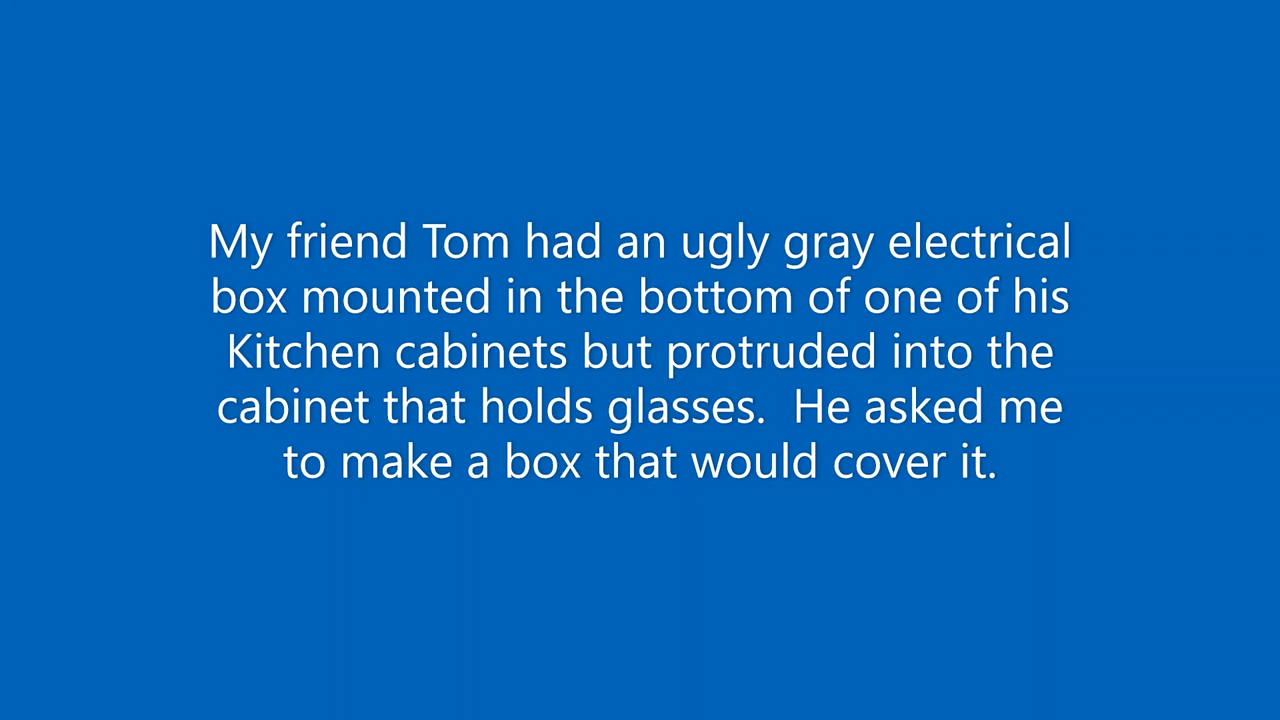 My friend Tom had an ugly gray electrical
box mounted in the bottom of one of his
Kitchen cabinets but protruded into the
cabinet that holds glasses.  He asked me
to make a box that would cover it.